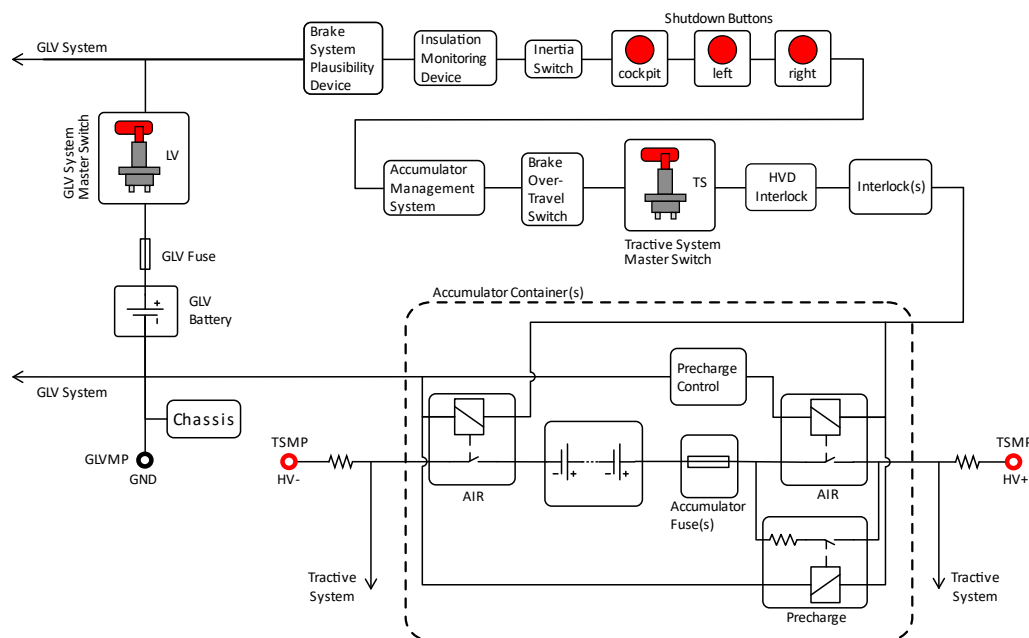 Shutdown Buttons
GLV System
Brake
System
Plausibility
Device
Insulation
Monitoring
Device
Inertia
Switch
cockpit
left
right
GLV System
Master Switch
LV
Accumulator
Management
System
Brake
Over-
Travel
Switch
TS
HVD
Interlock
Interlock(s)
Tractive System
Master Switch
GLV Fuse
GLV
Battery
+
-
Accumulator Container(s)
GLV System
Precharge
Control
Chassis
GLVMP
GND
TSMP
HV-
AIR
-
+
-
+
Accumulator
Fuse(s)
AIR
TSMP
HV+
Tractive
System
Precharge
Tractive
System